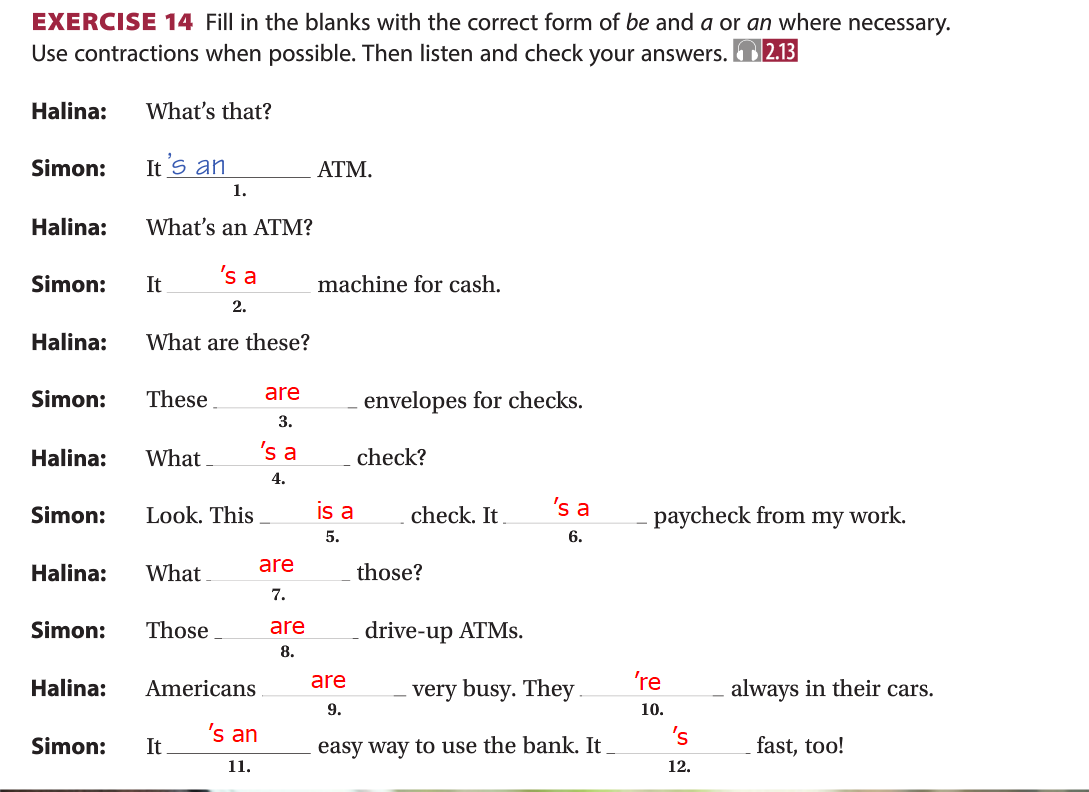 EXERCISE 14 Fill in the blanks with the correct form of be and a or an where necessary.
Use contractions when possible. Then listen and check your answers. 2.13
Halina: What's that?
Simon: It 's an ATM.
1.
Halina: What's an ATM?
Simon: It 's a machine for cash.
2.
Halina: What are these?
Simon: These are envelopes for checks.
3.
Halina: What 's a check?
4.
Simon: Look. This is a check. It 's a paycheck from my work.
5. 6.
Halina: What are those?
7.
Simon: Those are drive-up ATMs.
8.
Halina: Americans are very busy. They 're always in their cars.
9. 10.
Simon: It 's an easy way to use the bank. It 's fast, too!
11. 12.